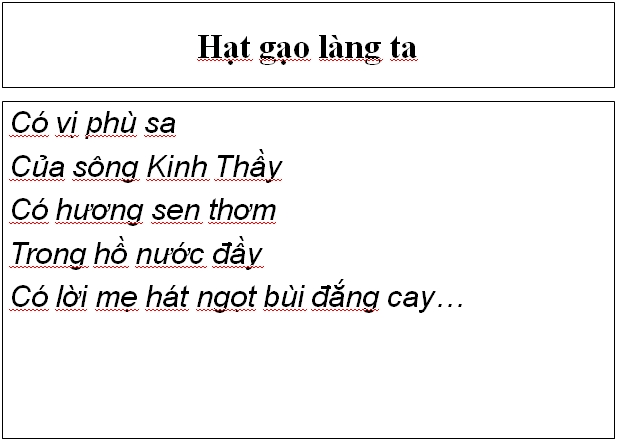 Hạt gạo làng ta
Có vị phù sa
Của sông Kinh Thầy
Có hương sen thơm
Trong hồ nước đầy
Có lời mẹ hát ngọt bùi đắng cay…